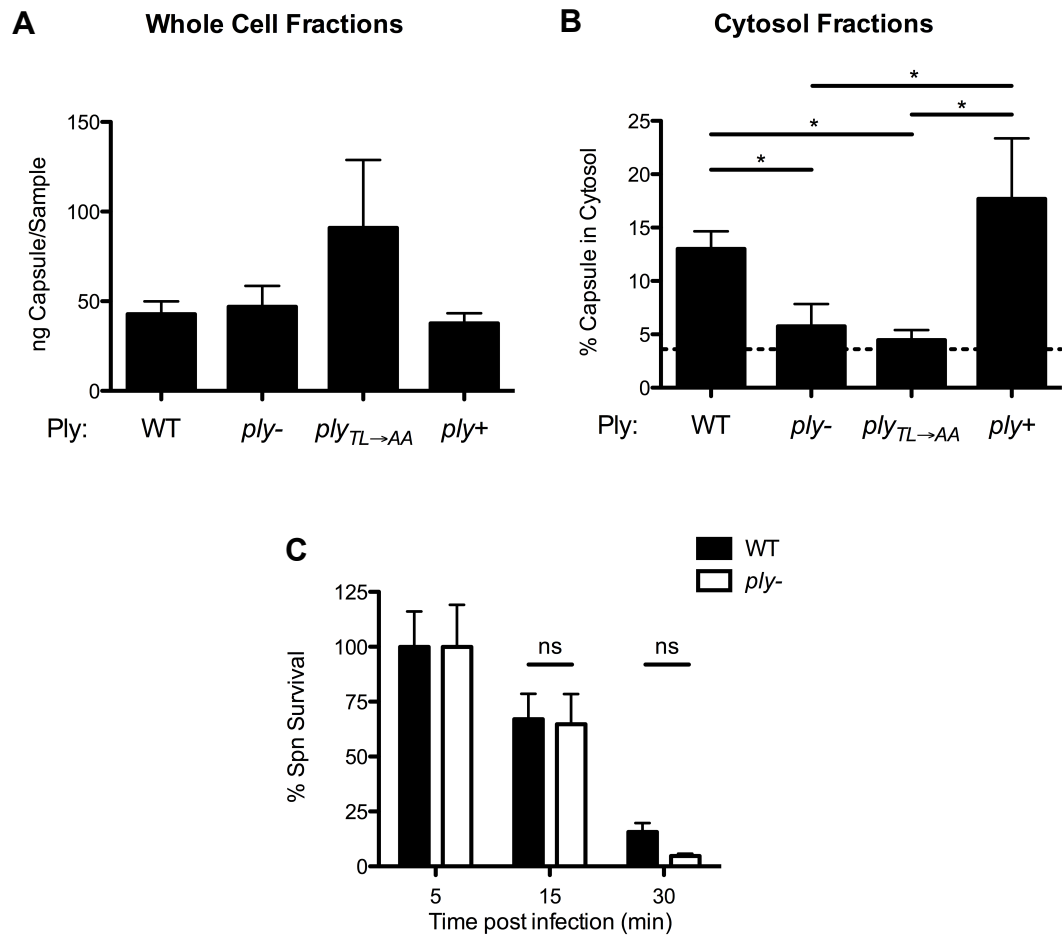 A
Whole Cell Fractions
ng Capsule/Sample
150
100
50
0
Ply: WT ply- plyTL→AA ply+
B
Cytosol Fractions
% Capsule in Cytosol
25
20
15
10
5
0
* 
*
*
*
Ply: WT ply- plyTL→AA ply+
C
WT
ply-
% Spn Survival
125
100
75
50
25
0
ns ns
5 15 30
Time post infection (min)